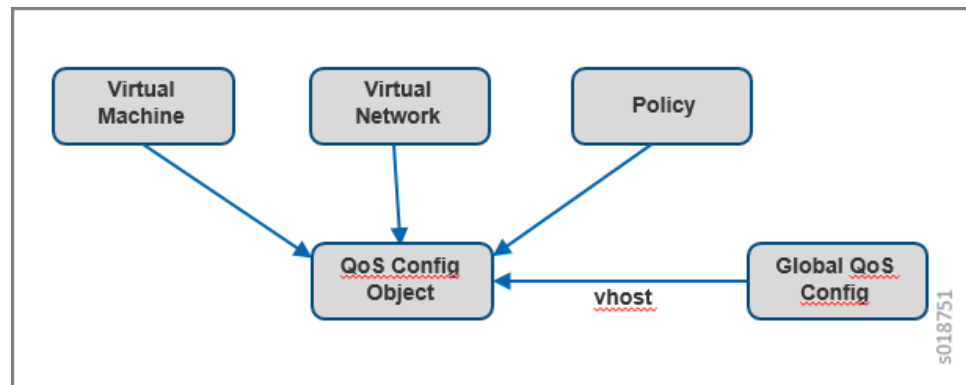 Virtual
Machine
Virtual
Network
Policy
QoS Config
Object
vhost
Global QoS
Config
s018751